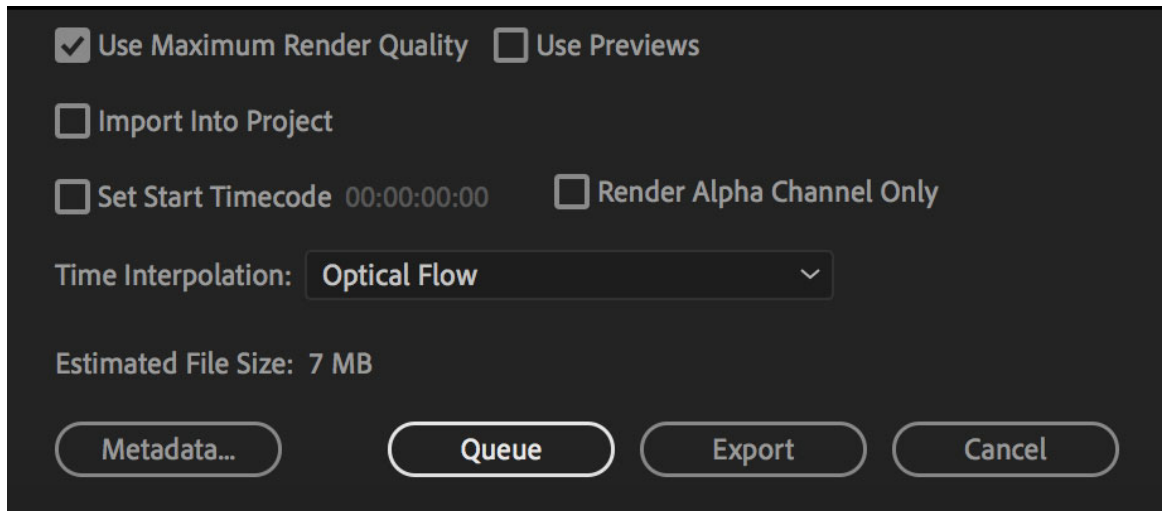 Use Maximum Render Quality Use Previews
Import Into Project
Set Start Timecode 00:00:00:00 Render Alpha Channel Only
Time Interpolation: Optical Flow
Estimated File Size: 7 MB
Metadata... Queue Export Cancel